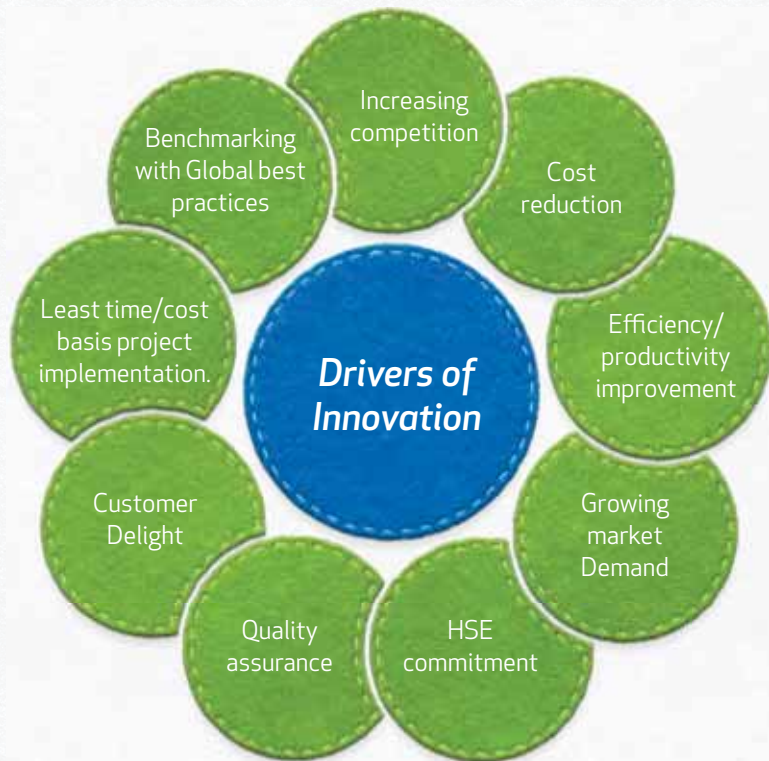 Increasing
competition
Cost
reduction
Efficiency/
productivity
improvement
Growing
market
Demand
HSE
commitment
Quality
assurance
Customer
Delight
Least time/cost
basis project
implementation.
Benchmarking
with Global best
practices
Drivers of
Innovation